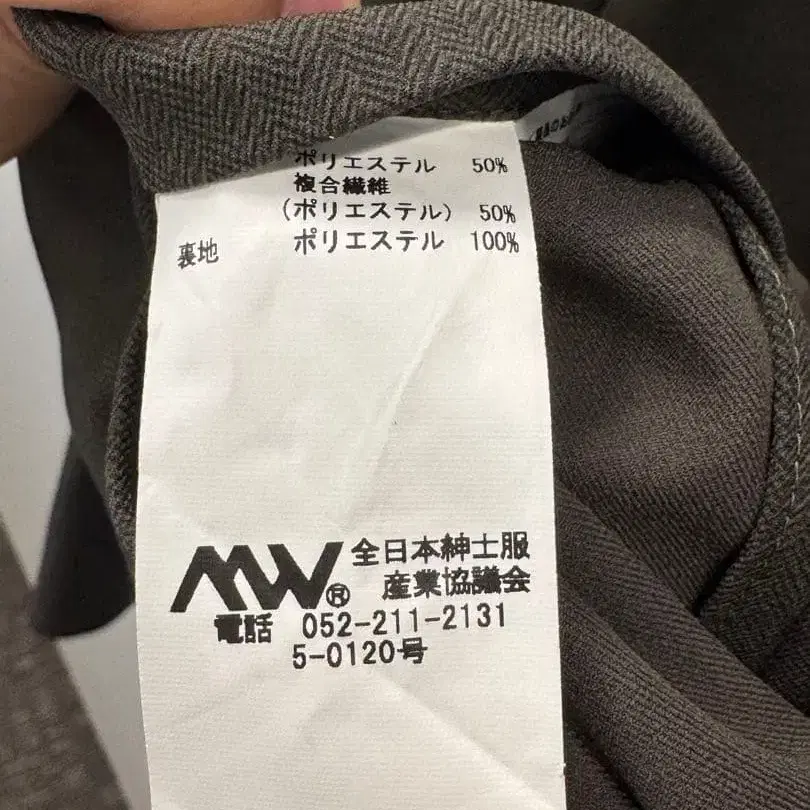 ポリエステル 50%
複合繊維
(ポリエステル) 50%
裏地 ポリエステル 100%
MW® 全日本紳士服
産業協議会
電話 052-211-2131
5-0120号